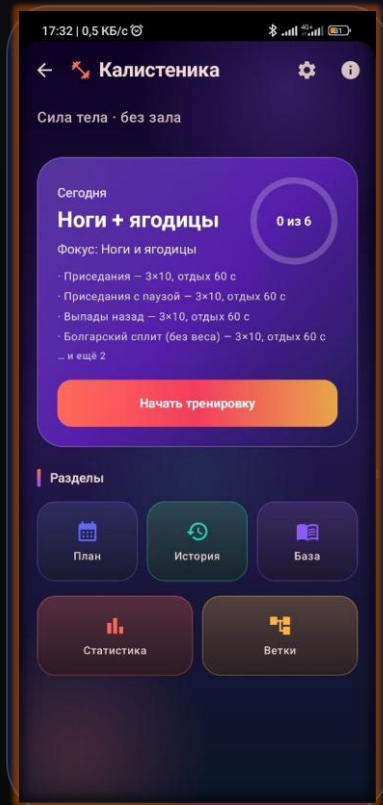 17:32 | 0,5 КБ/с
4G+
81
Калистеника
Сила тела · без зала
Сегодня
Ноги + ягодицы
0 из 6
Фокус: Ноги и ягодицы
· Приседания — 3×10, отдых 60 с
· Приседания с паузой — 3×10, отдых 60 с
· Выпады назад — 3×10, отдых 60 с
· Болгарский сплит (без веса) — 3×10, отдых 60 с
… и ещё 2
Начать тренировку
Разделы
План
История
База
Статистика
Ветки